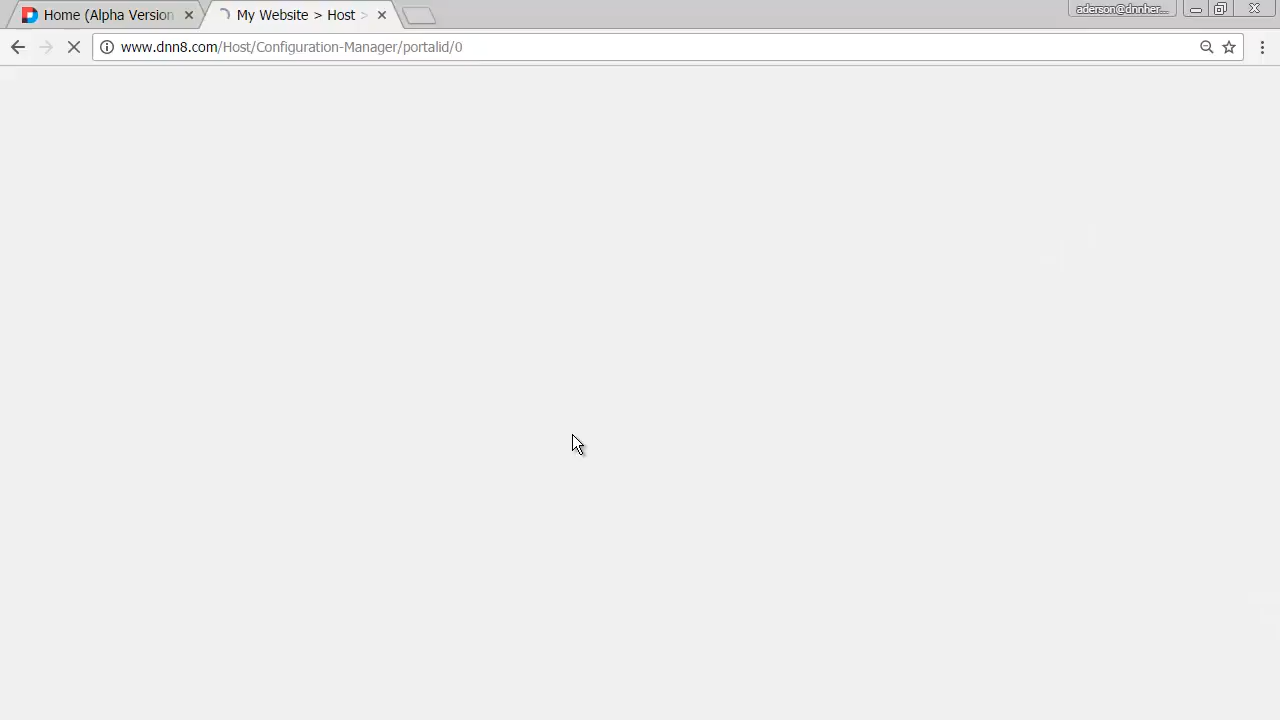 Home (Alpha Version
My Website > Host >
aderson@dnnher...
www.dnn8.com/Host/Configuration-Manager/portalid/0